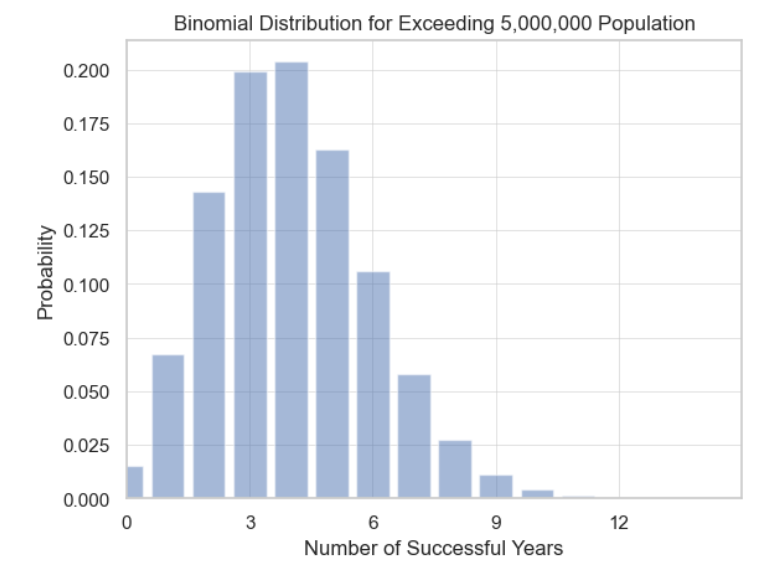 Binomial Distribution for Exceeding 5,000,000 Population
0.200
0.175
0.150
0.125
0.100
0.075
0.050
0.025
0.000
Probability
0 3 6 9 12
Number of Successful Years